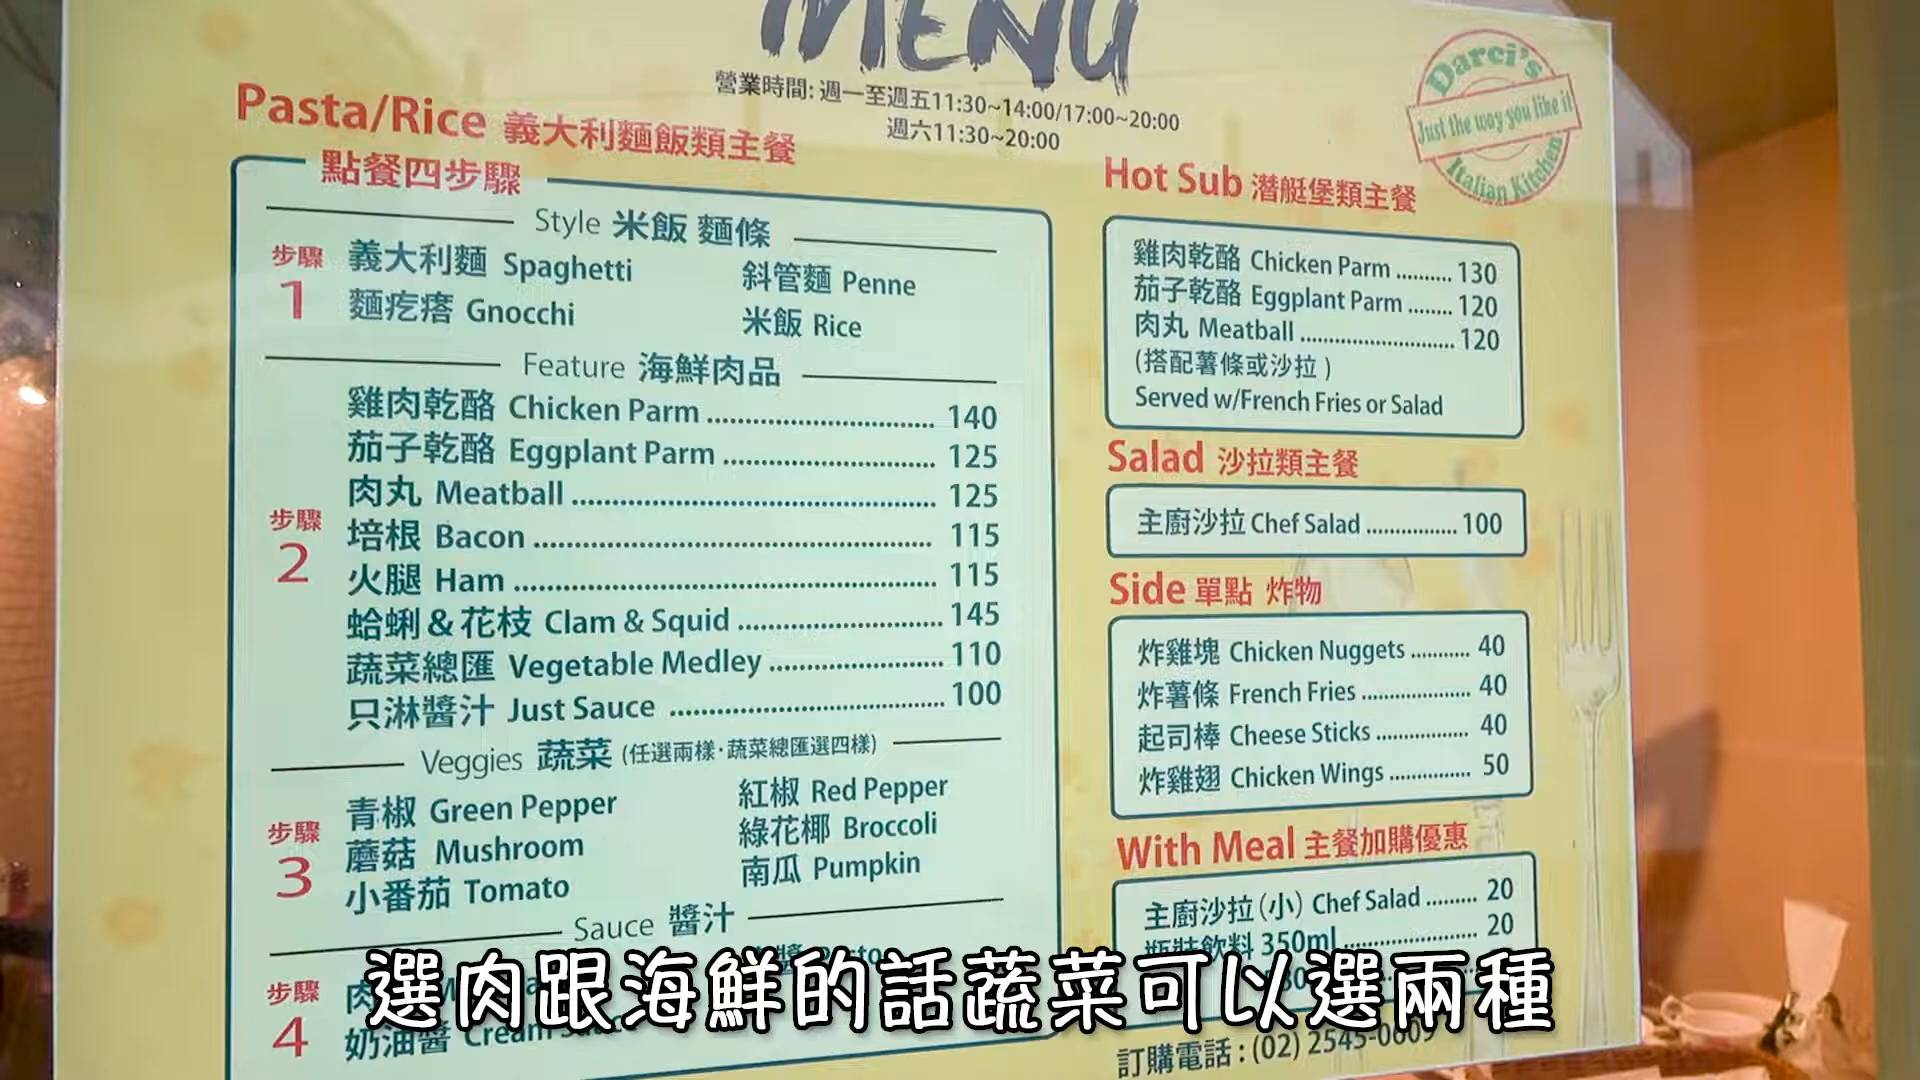 MENU
營業時間: 週一至週五11:30~14:00/17:00~20:00
週六11:30~20:00
Darci's
Just the way you like it
Italian Kitchen
Pasta/Rice 義大利麵飯類主餐
點餐四步驟
Style 米飯 麵條
步驟 1
義大利麵 Spaghetti
斜管麵 Penne
麵疙瘩 Gnocchi
米飯 Rice
Feature 海鮮肉品
步驟 2
雞肉乾酪 Chicken Parm 140
茄子乾酪 Eggplant Parm 125
肉丸 Meatball 125
培根 Bacon 115
火腿 Ham 115
蛤蜊&花枝 Clam & Squid 145
蔬菜總匯 Vegetable Medley 110
只淋醬汁 Just Sauce 100
Veggies 蔬菜 (任選兩樣·蔬菜總匯選四樣)
步驟 3
青椒 Green Pepper
紅椒 Red Pepper
蘑菇 Mushroom
綠花椰 Broccoli
小番茄 Tomato
南瓜 Pumpkin
Sauce 醬汁
步驟 4
肉
奶油醬 Cream
Hot Sub 潛艇堡類主餐
雞肉乾酪 Chicken Parm 130
茄子乾酪 Eggplant Parm 120
肉丸 Meatball 120
(搭配薯條或沙拉)
Served w/French Fries or Salad
Salad 沙拉類主餐
主廚沙拉 Chef Salad 100
Side 單點 炸物
炸雞塊 Chicken Nuggets 40
炸薯條 French Fries 40
起司棒 Cheese Sticks 40
炸雞翅 Chicken Wings 50
With Meal 主餐加購優惠
主廚沙拉(小) Chef Salad 20
瓶裝飲料 350ml 20
訂購電話: (02) 2545-0609
選肉跟海鮮的話蔬菜可以選兩種